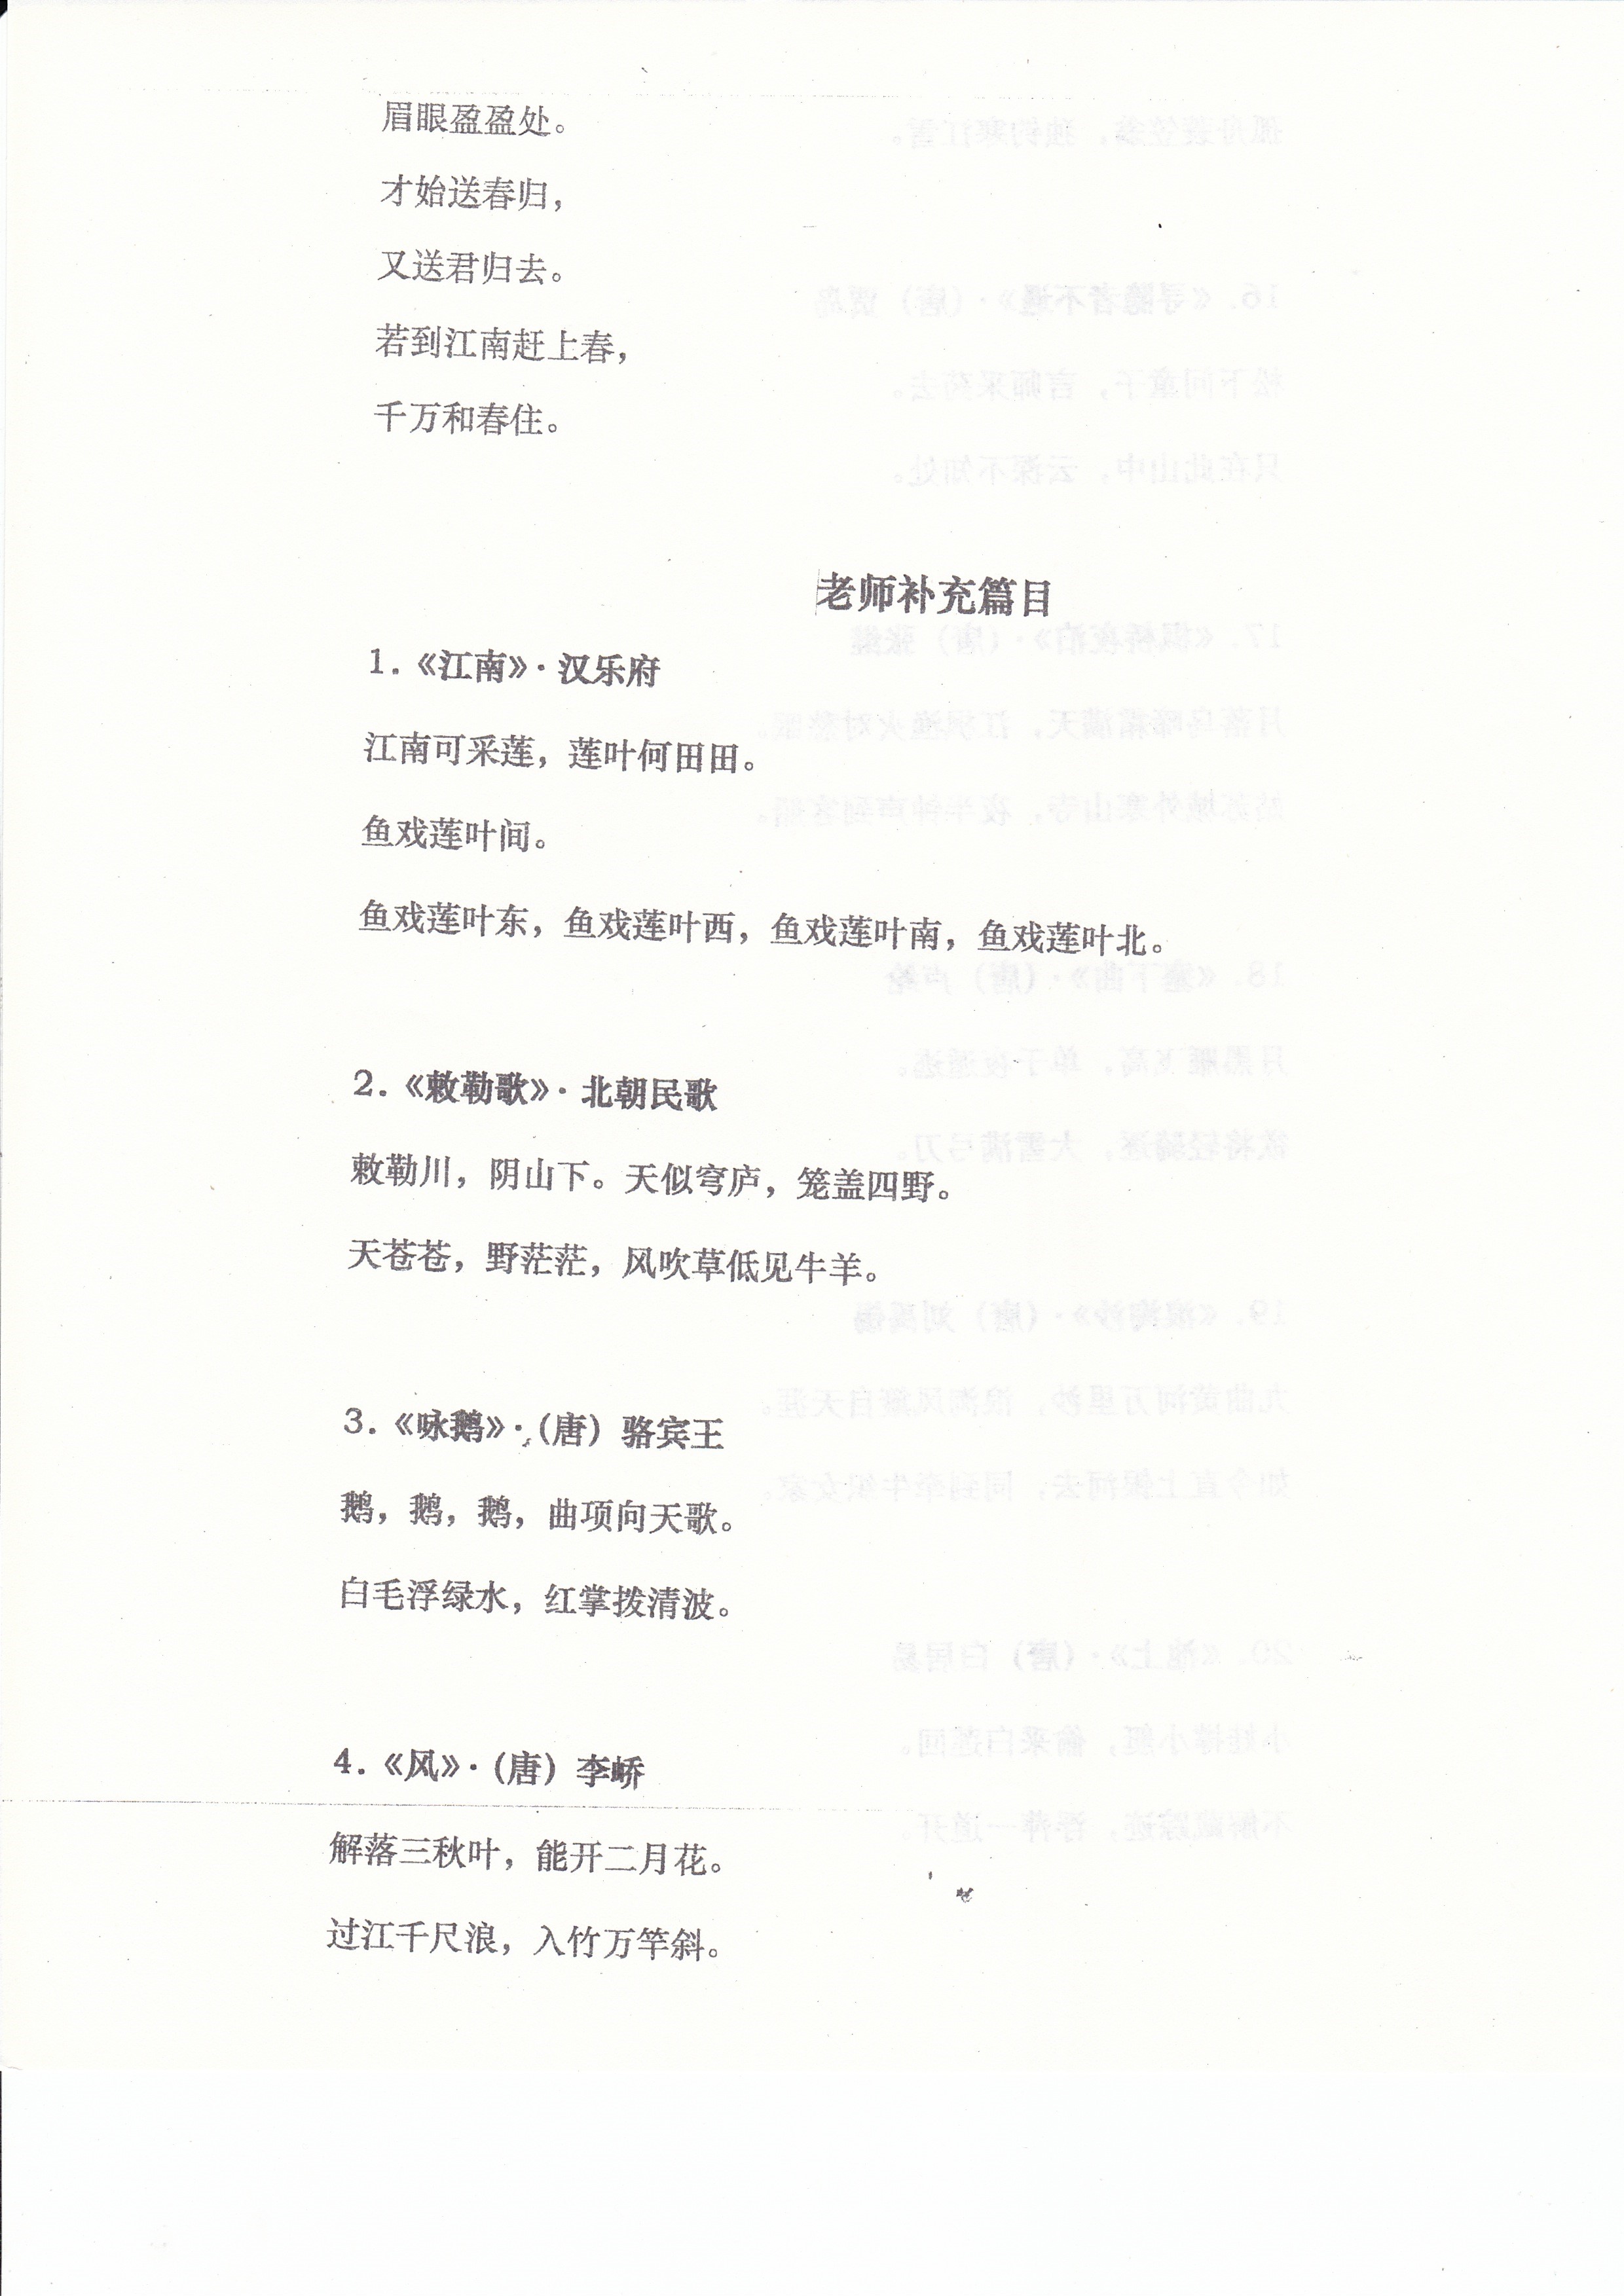 眉眼盈盈处。
才始送春归，
又送君归去。
若到江南赶上春，
千万和春住。
老师补充篇目
1.《江南》·汉乐府
江南可采莲，莲叶何田田。
鱼戏莲叶间。
鱼戏莲叶东，鱼戏莲叶西，鱼戏莲叶南，鱼戏莲叶北。
2.《敕勒歌》·北朝民歌
敕勒川，阴山下。天似穹庐，笼盖四野。
天苍苍，野茫茫，风吹草低见牛羊。
3.《咏鹅》·（唐）骆宾王
鹅，鹅，鹅，曲项向天歌。
白毛浮绿水，红掌拨清波。
4.《风》·（唐）李峤
解落三秋叶，能开二月花。
过江千尺浪，入竹万竿斜。